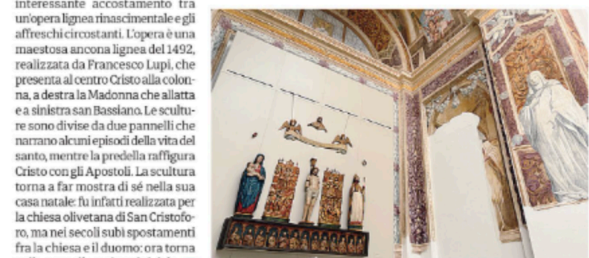 interessante accostamento tra
un'opera lignea rinascimentale e gli
affreschi circostanti. L'opera è una
maestosa ancona lignea del 1492,
realizzata da Francesco Lupi, che
presenta al centro Cristo alla colon-
na, a destra la Madonna che allatta
e a sinistra san Bassiano. Le scultu-
re sono divise da due pannelli che
narrano alcuni episodi della vita del
santo, mentre la predella raffigura
Cristo con gli Apostoli. La scultura
torna a far mostra di sé nella sua
casa natale: fu infatti realizzata per
la chiesa olivetana di San Cristofo-
ro, ma nei secoli subì spostamenti
fra la chiesa e il duomo: ora torna